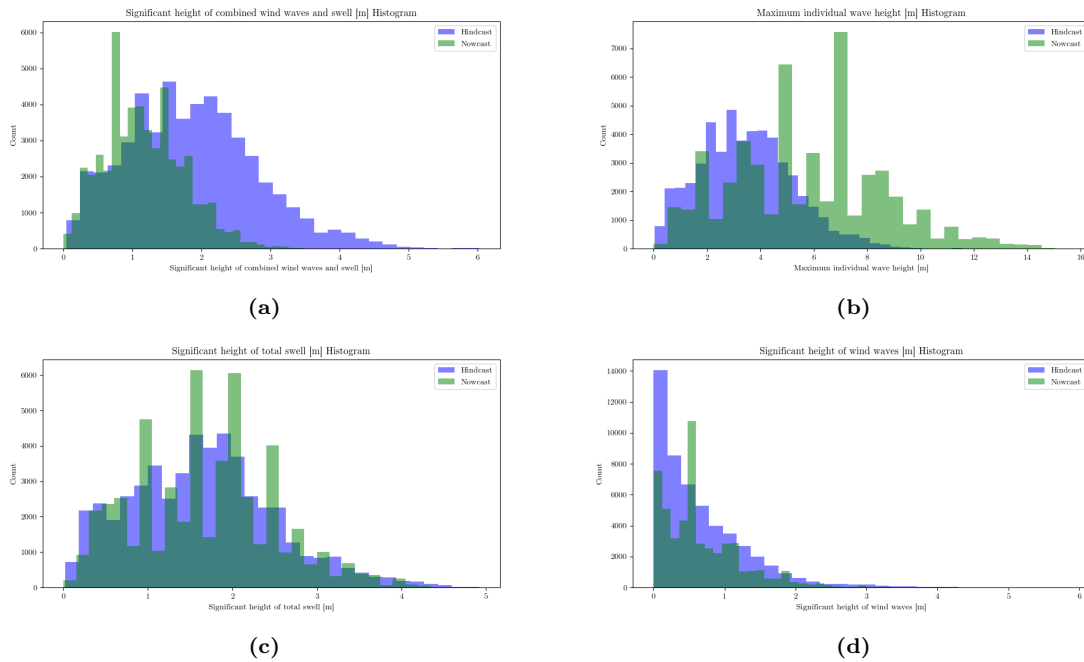 Significant height of combined wind waves and swell [m] Histogram
Hindcast
Nowcast
Count
6000
5000
4000
3000
2000
1000
0
0 1 2 3 4 5 6
Significant height of combined wind waves and swell [m]
(a)
Maximum individual wave height [m] Histogram
Hindcast
Nowcast
Count
7000
6000
5000
4000
3000
2000
1000
0
0 2 4 6 8 10 12 14 16
Maximum individual wave height [m]
(b)
Significant height of total swell [m] Histogram
Hindcast
Nowcast
Count
6000
5000
4000
3000
2000
1000
0
0 1 2 3 4 5
Significant height of total swell [m]
(c)
Significant height of wind waves [m] Histogram
Hindcast
Nowcast
Count
14000
12000
10000
8000
6000
4000
2000
0
0 1 2 3 4 5 6
Significant height of wind waves [m]
(d)